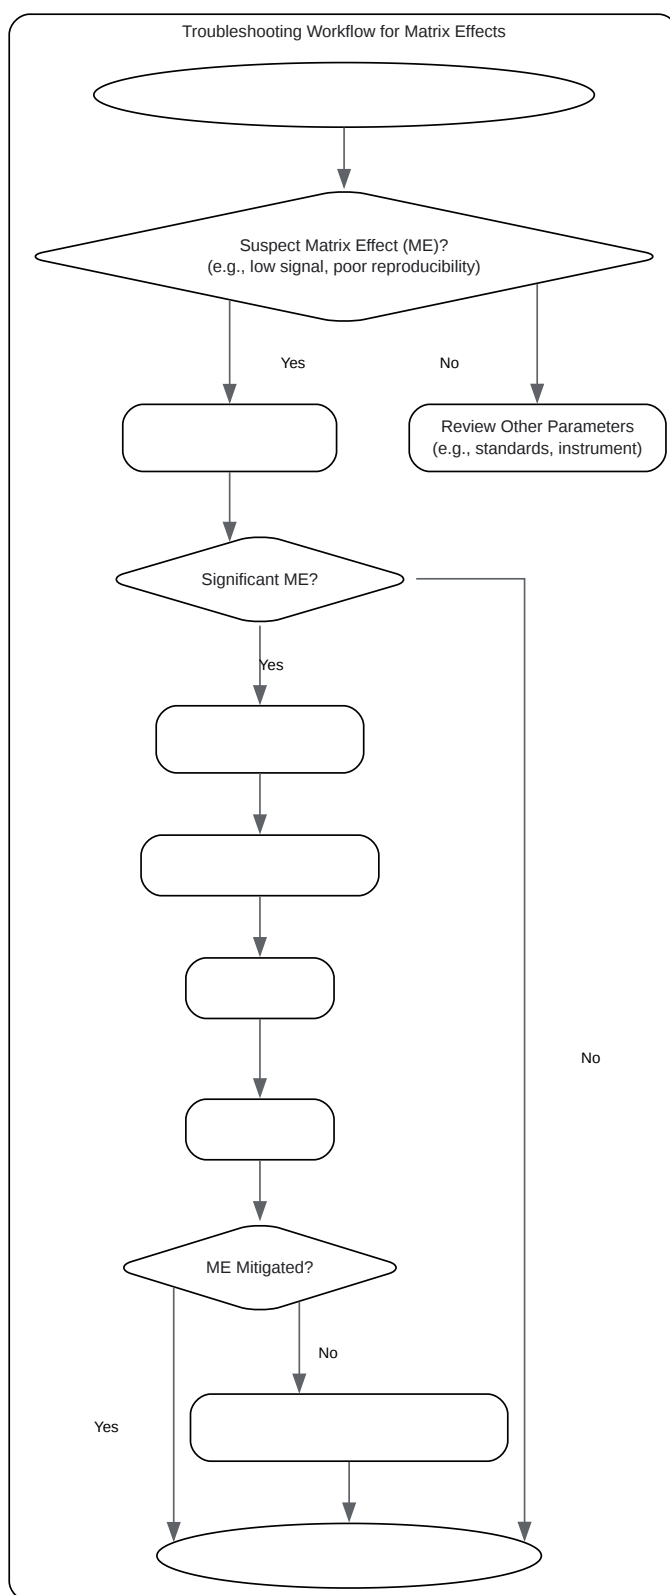 Troubleshooting Workflow for Matrix Effects
Suspect Matrix Effect (ME)?
(e.g., low signal, poor reproducibility)
Yes
No
Review Other Parameters
(e.g., standards, instrument)
Significant ME?
Yes
No
ME Mitigated?
No
Yes